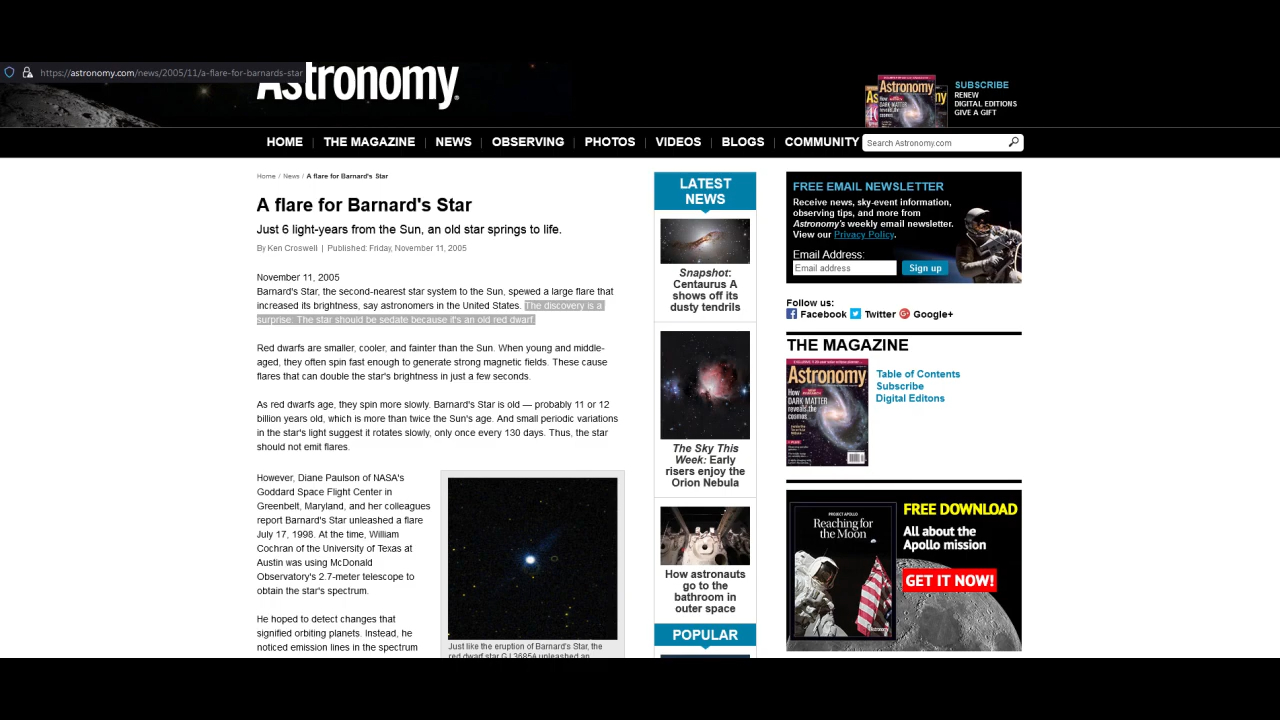 https://astronomy.com/news/2005/11/a-flare-for-barnards-star
Astronomy
SUBSCRIBE
RENEW
DIGITAL EDITIONS
GIVE A GIFT
HOME | THE MAGAZINE | NEWS | OBSERVING | PHOTOS | VIDEOS | BLOGS | COMMUNITY
Search Astronomy.com
Home / News / A flare for Barnard's Star
A flare for Barnard's Star
Just 6 light-years from the Sun, an old star springs to life.
By Ken Croswell | Published: Friday, November 11, 2005
November 11, 2005
Barnard's Star, the second-nearest star system to the Sun, spewed a large flare that
increased its brightness, say astronomers in the United States. The discovery is a
surprise. The star should be sedate because it's an old red dwarf.
Red dwarfs are smaller, cooler, and fainter than the Sun. When young and middle-
aged, they often spin fast enough to generate strong magnetic fields. These cause
flares that can double the star's brightness in just a few seconds.
As red dwarfs age, they spin more slowly. Barnard's Star is old — probably 11 or 12
billion years old, which is more than twice the Sun's age. And small periodic variations
in the star's light suggest it rotates slowly, only once every 130 days. Thus, the star
should not emit flares.
However, Diane Paulson of NASA's
Goddard Space Flight Center in
Greenbelt, Maryland, and her colleagues
report Barnard's Star unleashed a flare
July 17, 1998. At the time, William
Cochran of the University of Texas at
Austin was using McDonald
Observatory's 2.7-meter telescope to
obtain the star's spectrum.
He hoped to detect changes that
signified orbiting planets. Instead, he
noticed emission lines in the spectrum
Just like the eruption of Barnard's Star, the
red dwarf star GJ 3685A unleashed an
LATEST
NEWS
Snapshot:
Centaurus A
shows off its
dusty tendrils
The Sky This
Week: Early
risers enjoy the
Orion Nebula
How astronauts
go to the
bathroom in
outer space
POPULAR
FREE EMAIL NEWSLETTER
Receive news, sky-event information,
observing tips, and more from
Astronomy's weekly email newsletter.
View our Privacy Policy.
Email Address:
Email address
Sign up
Follow us:
Facebook Twitter Google+
THE MAGAZINE
Astronomy
How
DARK MATTER
reveals the
cosmos
Table of Contents
Subscribe
Digital Editons
PROJECT APOLLO
Reaching for
the Moon
Astronomy
FREE DOWNLOAD
All about the
Apollo mission
GET IT NOW!